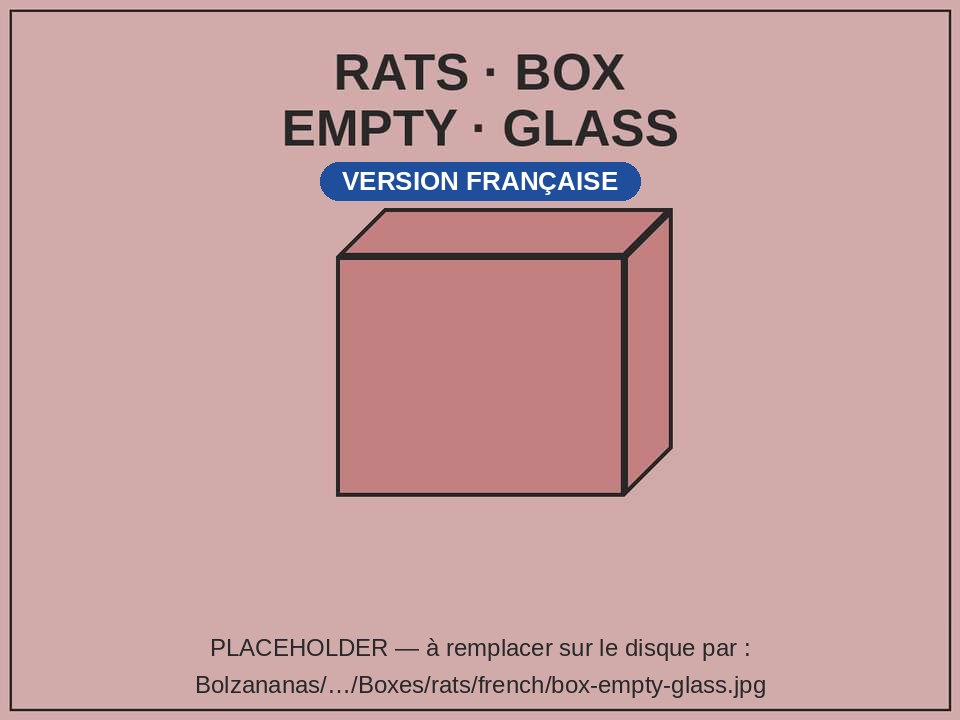 RATS · BOX
EMPTY · GLASS
VERSION FRANÇAISE
PLACEHOLDER — à remplacer sur le disque par :
Bolzananas/…/Boxes/rats/french/box-empty-glass.jpg